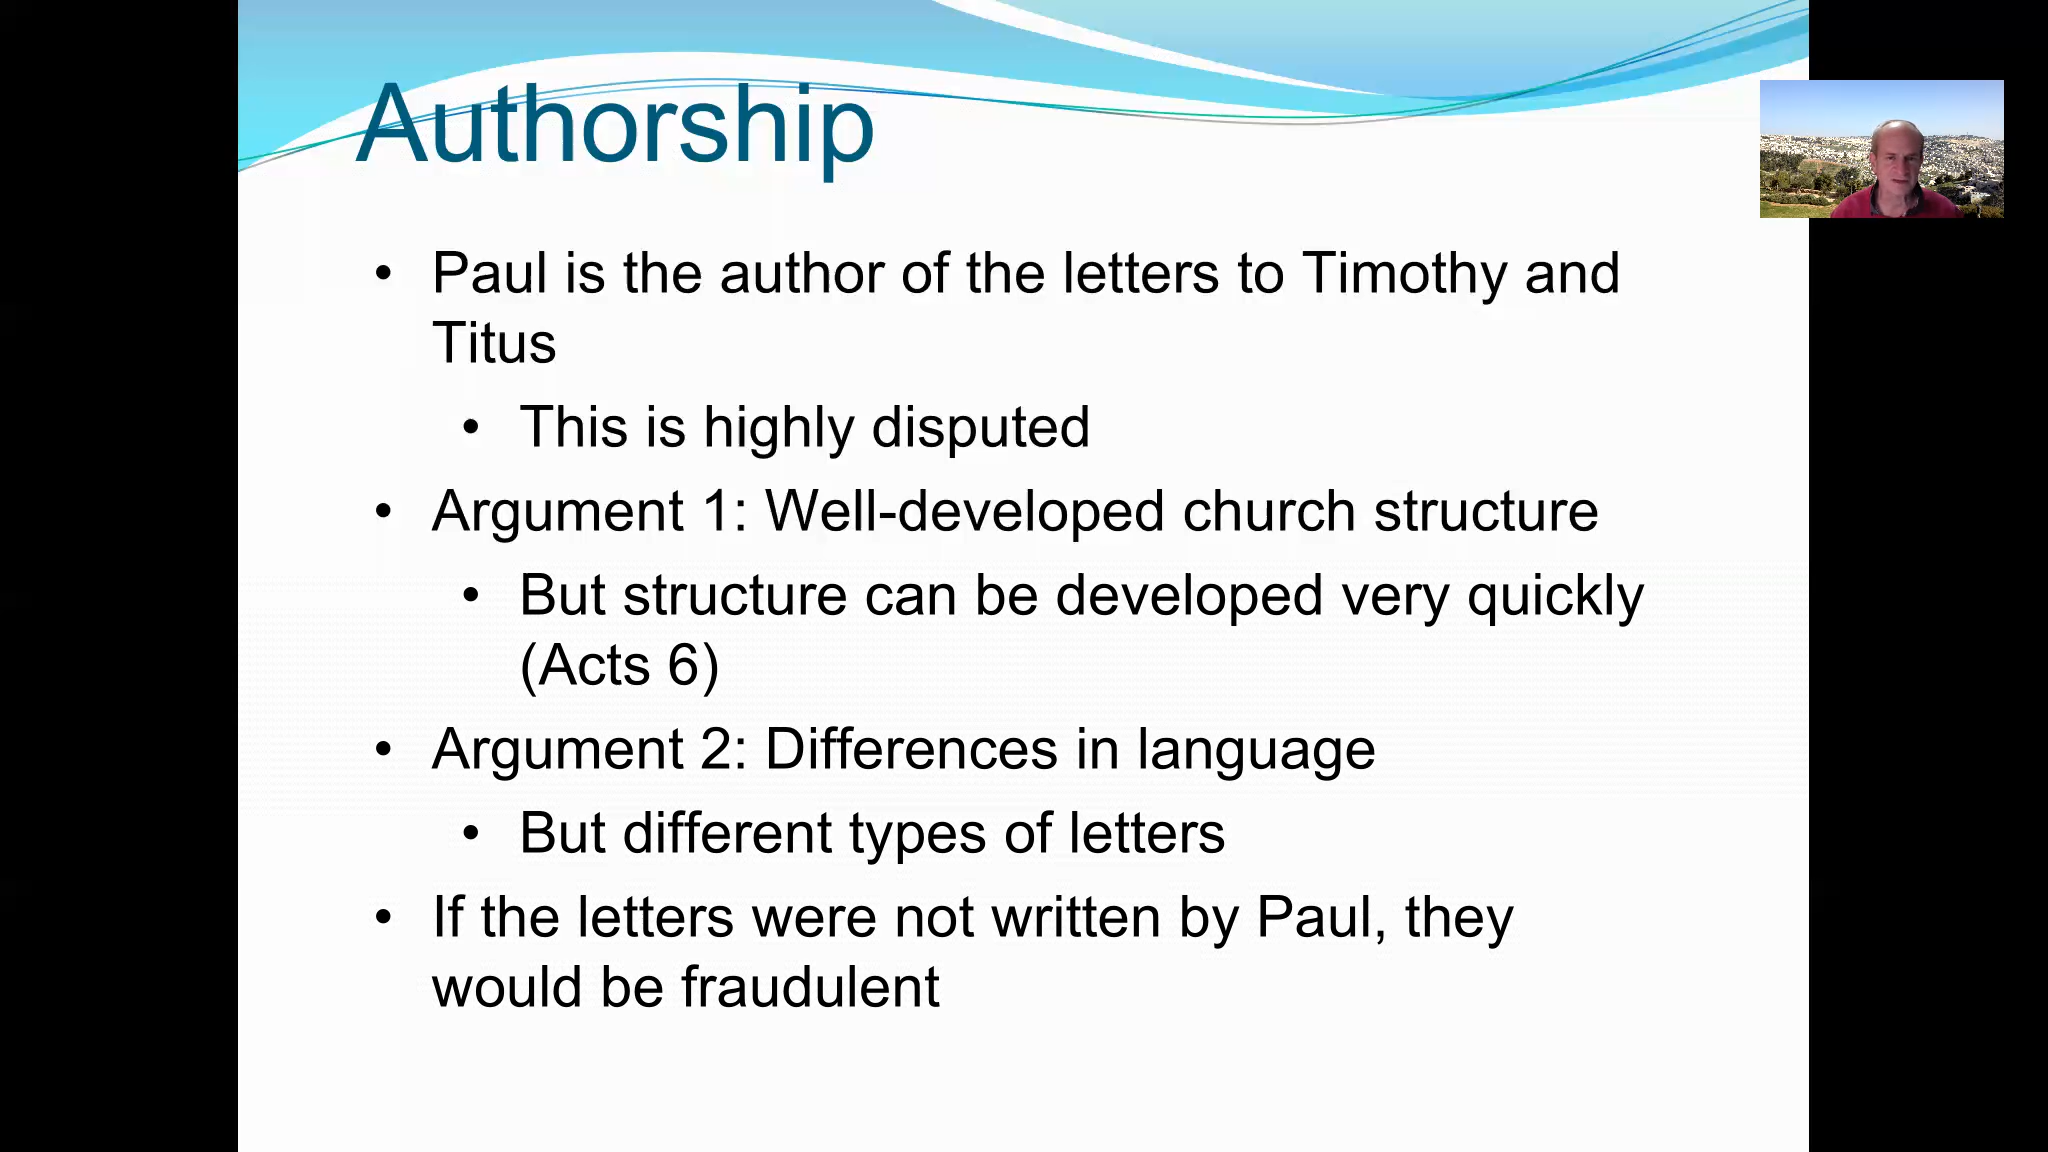 Authorship
• Paul is the author of the letters to Timothy and
Titus
• This is highly disputed
• Argument 1: Well-developed church structure
• But structure can be developed very quickly
(Acts 6)
• Argument 2: Differences in language
• But different types of letters
• If the letters were not written by Paul, they
would be fraudulent